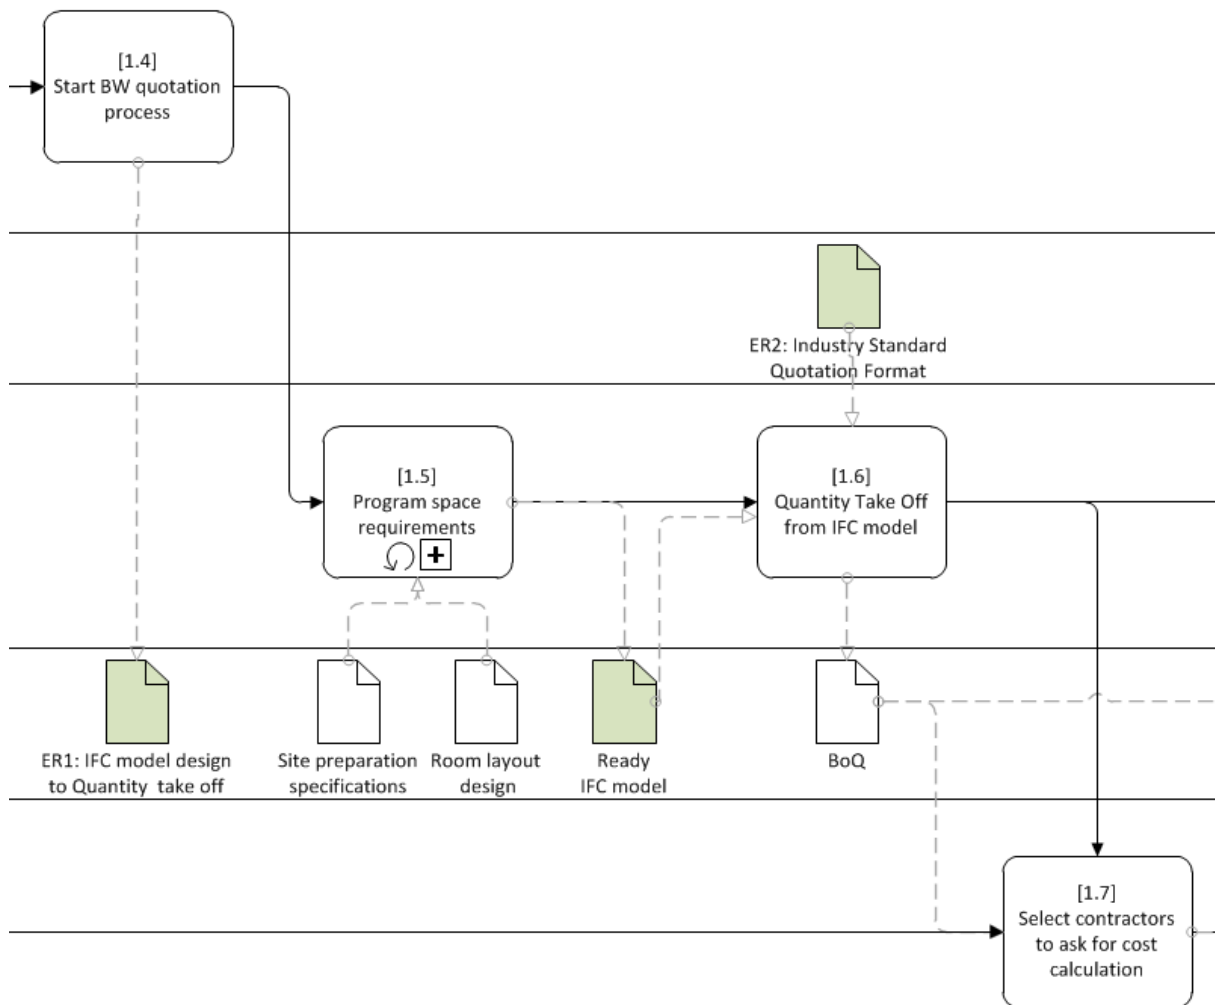 [1.4]
Start BW quotation
process
ER2: Industry Standard
Quotation Format
[1.5]
Program space
requirements
[1.6]
Quantity Take Off
from IFC model
ER1: IFC model design
to Quantity take off
Site preparation
specifications
Room layout
design
Ready
IFC model
BoQ
[1.7]
Select contractors
to ask for cost
calculation